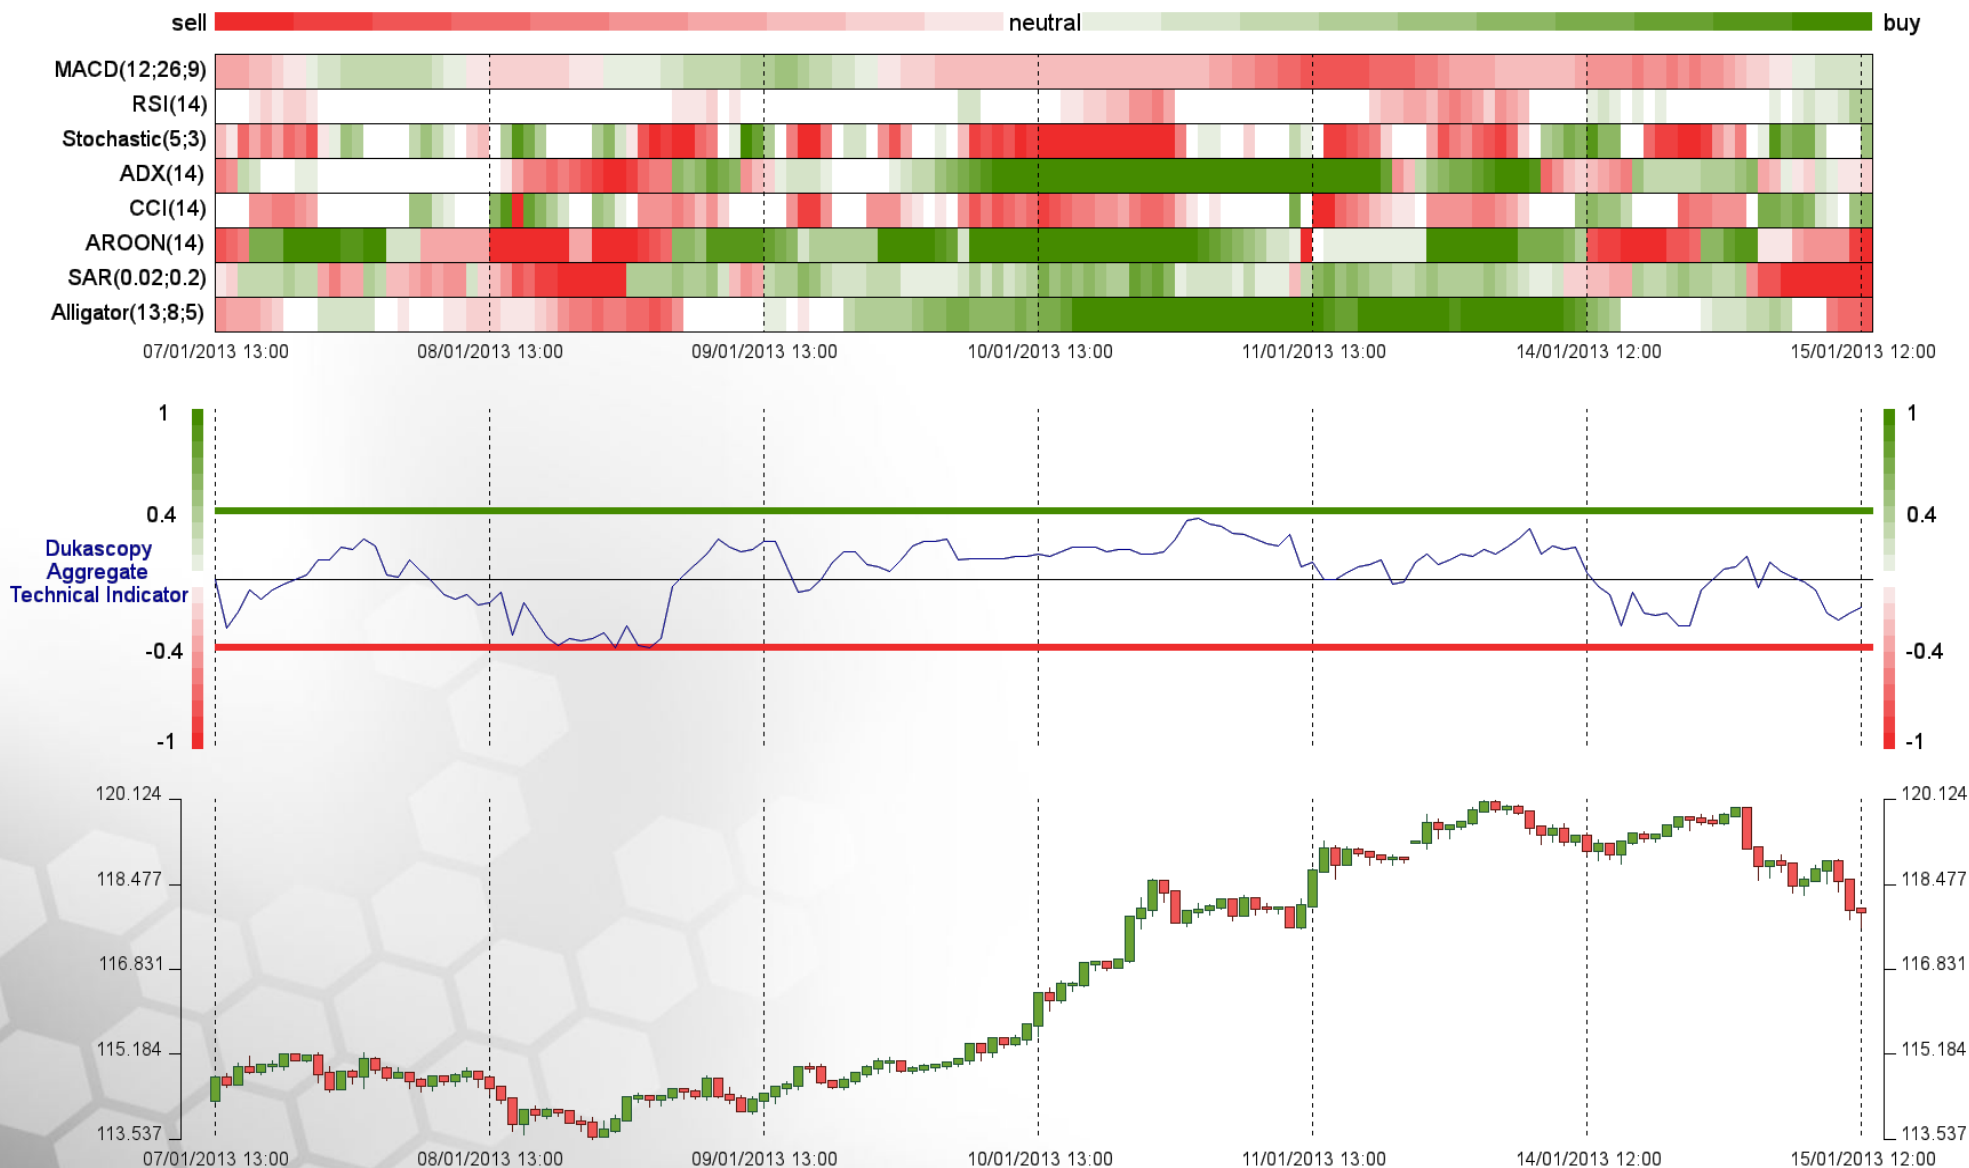 sell neutral buy
MACD(12;26;9)
RSI(14)
Stochastic(5;3)
ADX(14)
CCI(14)
AROON(14)
SAR(0.02;0.2)
Alligator(13;8;5)
07/01/2013 13:00 08/01/2013 13:00 09/01/2013 13:00 10/01/2013 13:00 11/01/2013 13:00 14/01/2013 12:00 15/01/2013 12:00
1 1
0.4 0.4
Dukascopy
Aggregate
Technical Indicator
-0.4 -0.4
-1 -1
120.124 120.124
118.477 118.477
116.831 116.831
115.184 115.184
113.537 113.537
07/01/2013 13:00 08/01/2013 13:00 09/01/2013 13:00 10/01/2013 13:00 11/01/2013 13:00 14/01/2013 12:00 15/01/2013 12:00